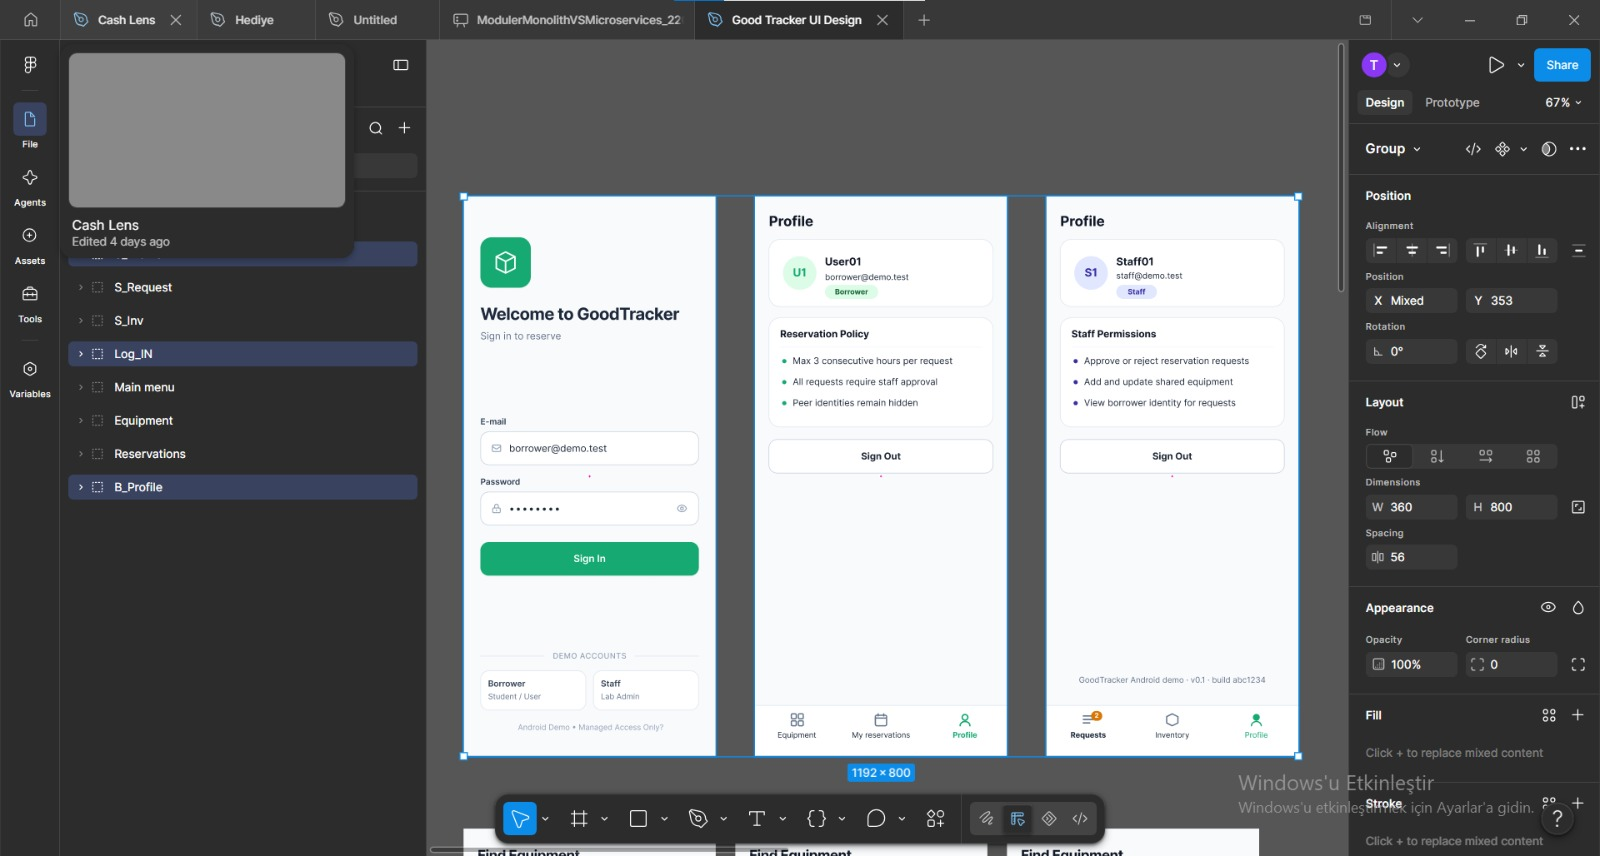 Cash Lens
Hediye
Untitled
ModulerMonolithVSMicroservices_22
Good Tracker UI Design
File
Agents
Assets
Tools
Variables
Cash Lens
Edited 4 days ago
S_Request
S_Inv
Log_IN
Main menu
Equipment
Reservations
B_Profile
Welcome to GoodTracker
Sign in to reserve
E-mail
borrower@demo.test
Password
Sign In
DEMO ACCOUNTS
Borrower
Student / User
Staff
Lab Admin
Android Demo • Managed Access Only?
Profile
U1
User01
borrower@demo.test
Borrower
Reservation Policy
Max 3 consecutive hours per request
All requests require staff approval
Peer identities remain hidden
Sign Out
Equipment
My reservations
Profile
Profile
S1
Staff01
staff@demo.test
Staff
Staff Permissions
Approve or reject reservation requests
Add and update shared equipment
View borrower identity for requests
Sign Out
GoodTracker Android demo · v0.1 · build abc1234
2
Requests
Inventory
Profile
1192 × 800
Find Equipment
Find Equipment
Find Equipment
T
Share
Design
Prototype
67%
Group
Position
Alignment
Position
X Mixed
Y 353
Rotation
0°
Layout
Flow
Dimensions
W 360
H 800
Spacing
56
Appearance
Opacity
Corner radius
100%
0
Fill
Click + to replace mixed content
Stroke
Click + to replace mixed content
Windows'u Etkinleştir
Windows'u etkinleştirmek için Ayarlar'a gidin.
?